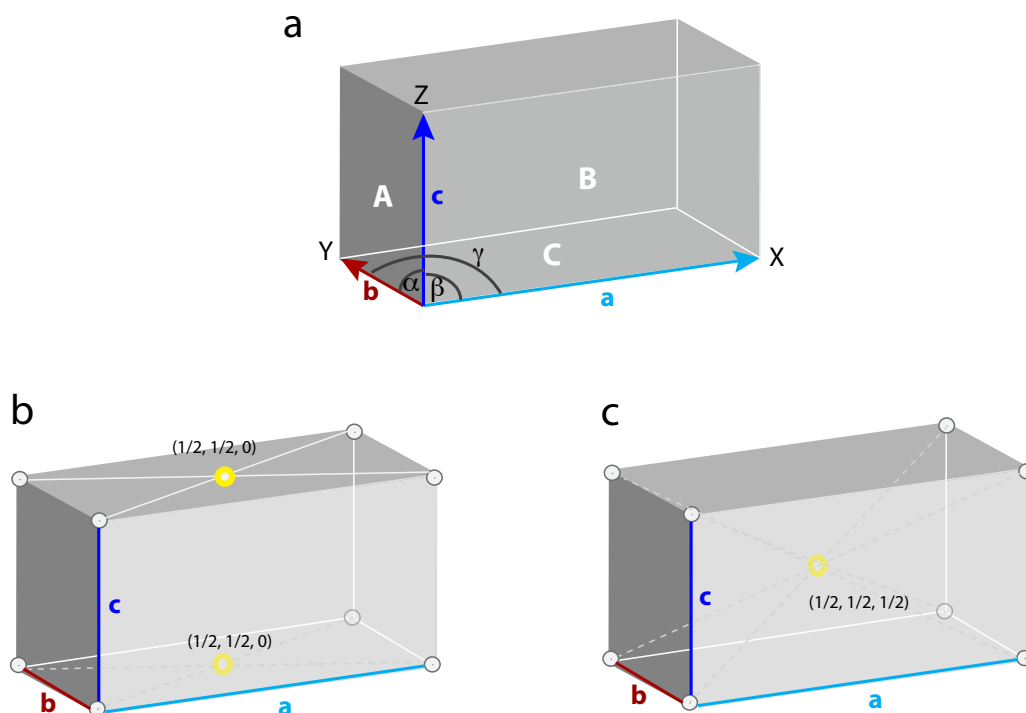 a
Z
A
c
B
Y
γ
C
X
α
β
b
a
b
c
(1/2, 1/2, 0)
c
c
(1/2, 1/2, 1/2)
(1/2, 1/2, 0)
b
a
b
a